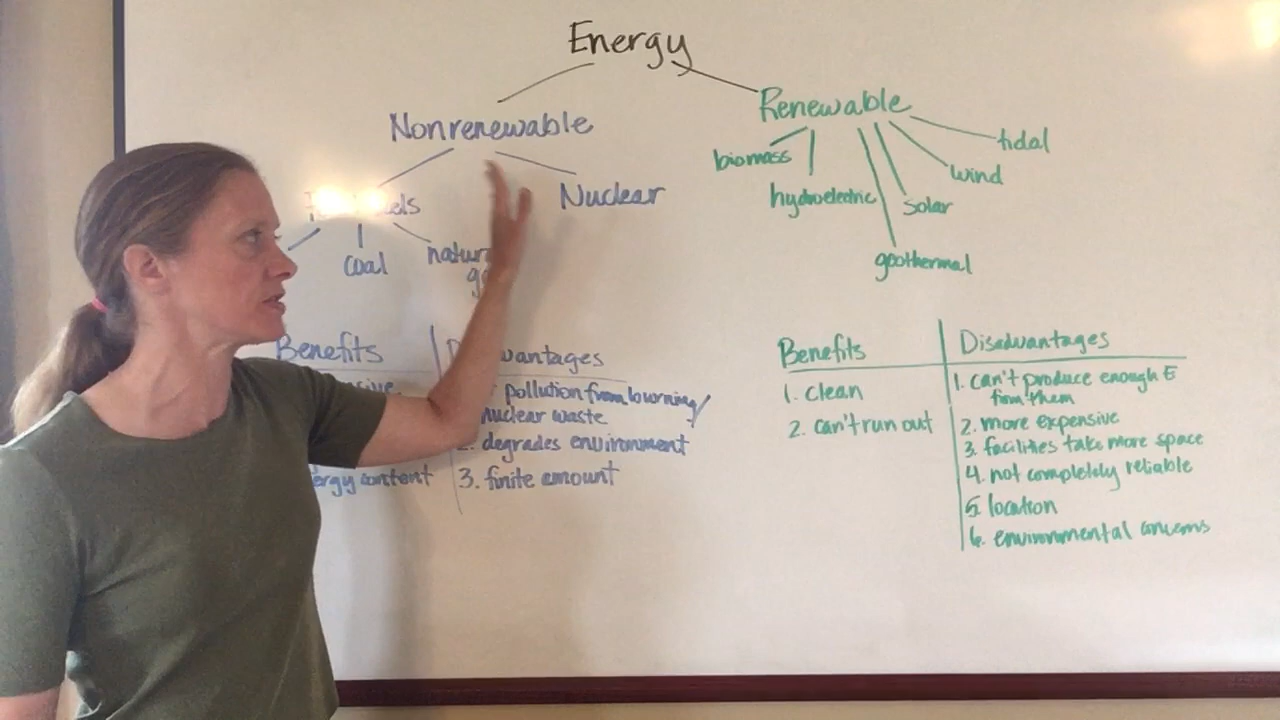 Energy
Nonrenewable
Nuclear
coal
Renewable
biomass
hydroelectric
geothermal
solar
wind
tidal
Benefits
content
pollution from burning/
nuclear waste
degrades environment
3. finite amount
Benefits
1. clean
2. can't run out
Disadvantages
1. can't produce enough E
from them
2. more expensive
3. facilities take more space
4. not completely reliable
5. location
6. environmental concerns